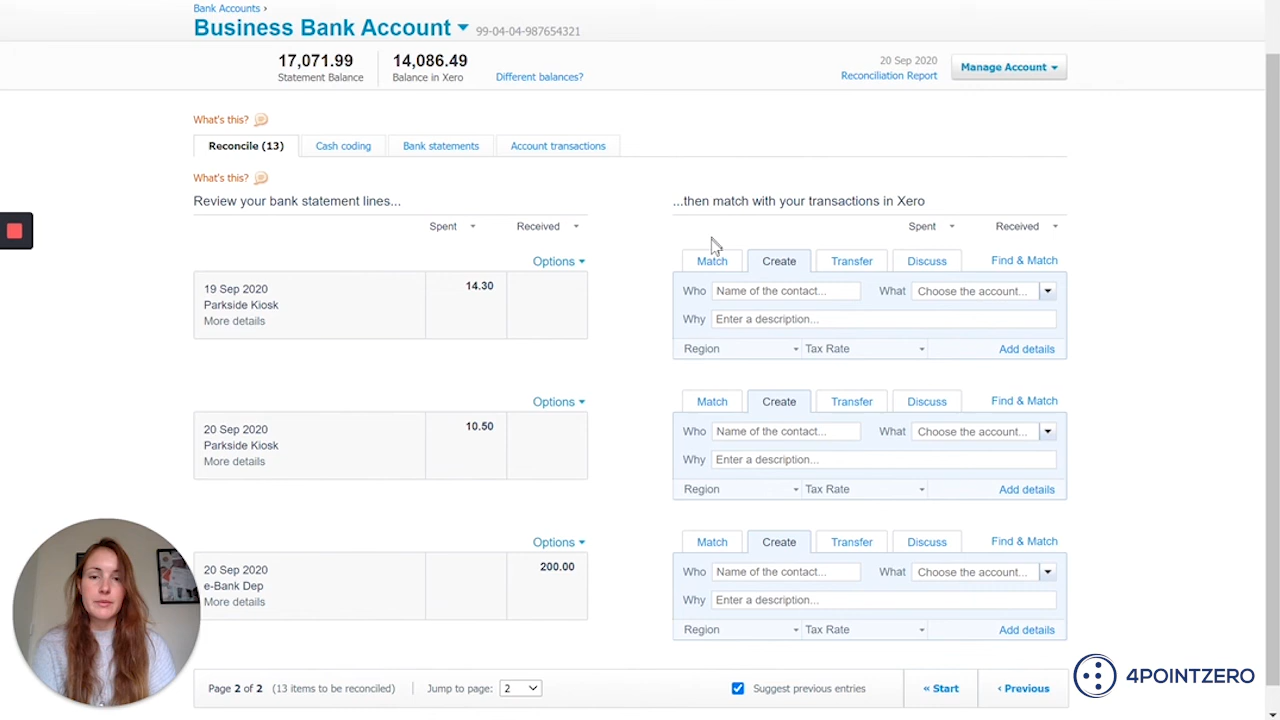 Bank Accounts ›
Business Bank Account 99-04-04-987654321
17,071.99 14,086.49 20 Sep 2020 Manage Account
Statement Balance Balance in Xero Different balances? Reconciliation Report
What's this?
Reconcile (13) Cash coding Bank statements Account transactions
What's this?
Review your bank statement lines... ...then match with your transactions in Xero
Spent Received Spent Received
Options Match Create Transfer Discuss Find & Match
19 Sep 2020 14.30 Who Name of the contact... What Choose the account...
Parkside Kiosk
More details Why Enter a description...
Region Tax Rate Add details
Options Match Create Transfer Discuss Find & Match
20 Sep 2020 10.50 Who Name of the contact... What Choose the account...
Parkside Kiosk
More details Why Enter a description...
Region Tax Rate Add details
Options Match Create Transfer Discuss Find & Match
20 Sep 2020 200.00 Who Name of the contact... What Choose the account...
e-Bank Dep
More details Why Enter a description...
Region Tax Rate Add details
Page 2 of 2 (13 items to be reconciled) Jump to page: 2 Suggest previous entries « Start ‹ Previous
4POINTZERO